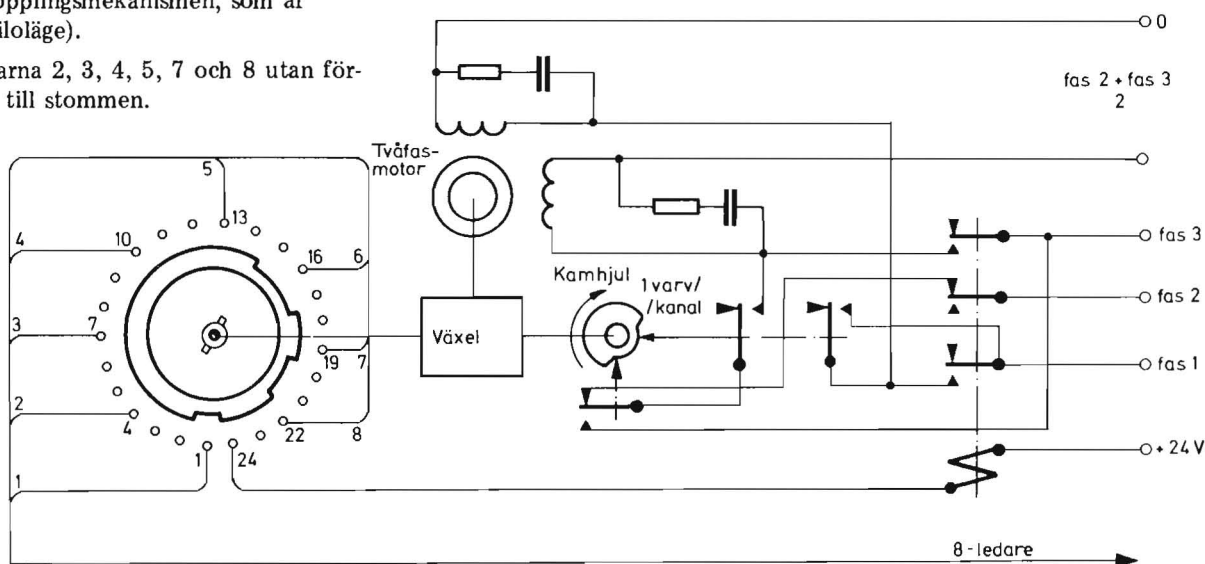 opplingsmekanismen, som är
iloläge).
arna 2, 3, 4, 5, 7 och 8 utan för-
till stommen.
0
fas 2 + fas 3
2
Tvåfas-
motor
5
13
4
10
16
6
fas 3
Kamhjul
1 varv/
/kanal
fas 2
3
7
Växel
19
7
fas 1
2
4
22
8
1
24
+ 24 V
1
8-ledare